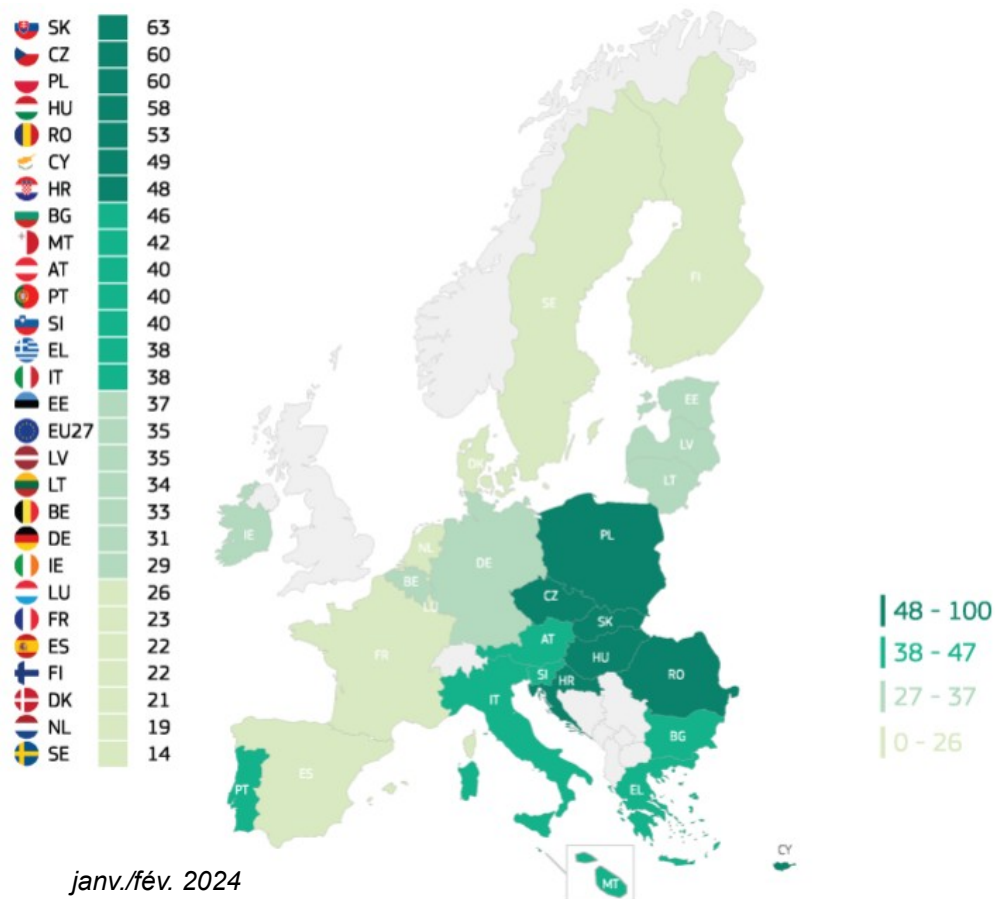 SK 63
CZ 60
PL 60
HU 58
RO 53
CY 49
HR 48
BG 46
MT 42
AT 40
PT 40
SI 40
EL 38
IT 38
EE 37
EU27 35
LV 35
LT 34
BE 33
DE 31
IE 29
LU 26
FR 23
ES 22
FI 22
DK 21
NL 19
SE 14
FI
SE
EE
LV
DK
LT
IE
PL
NL
DE
BE
CZ
LU
SK
AT
FR
HU
SI
HR
RO
IT
BG
ES
PT
EL
CY
MT
48 - 100
38 - 47
27 - 37
0 - 26
janv./fév. 2024